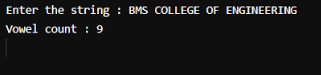 Enter the string : BMS COLLEGE OF ENGINEERING
Vowel count : 9